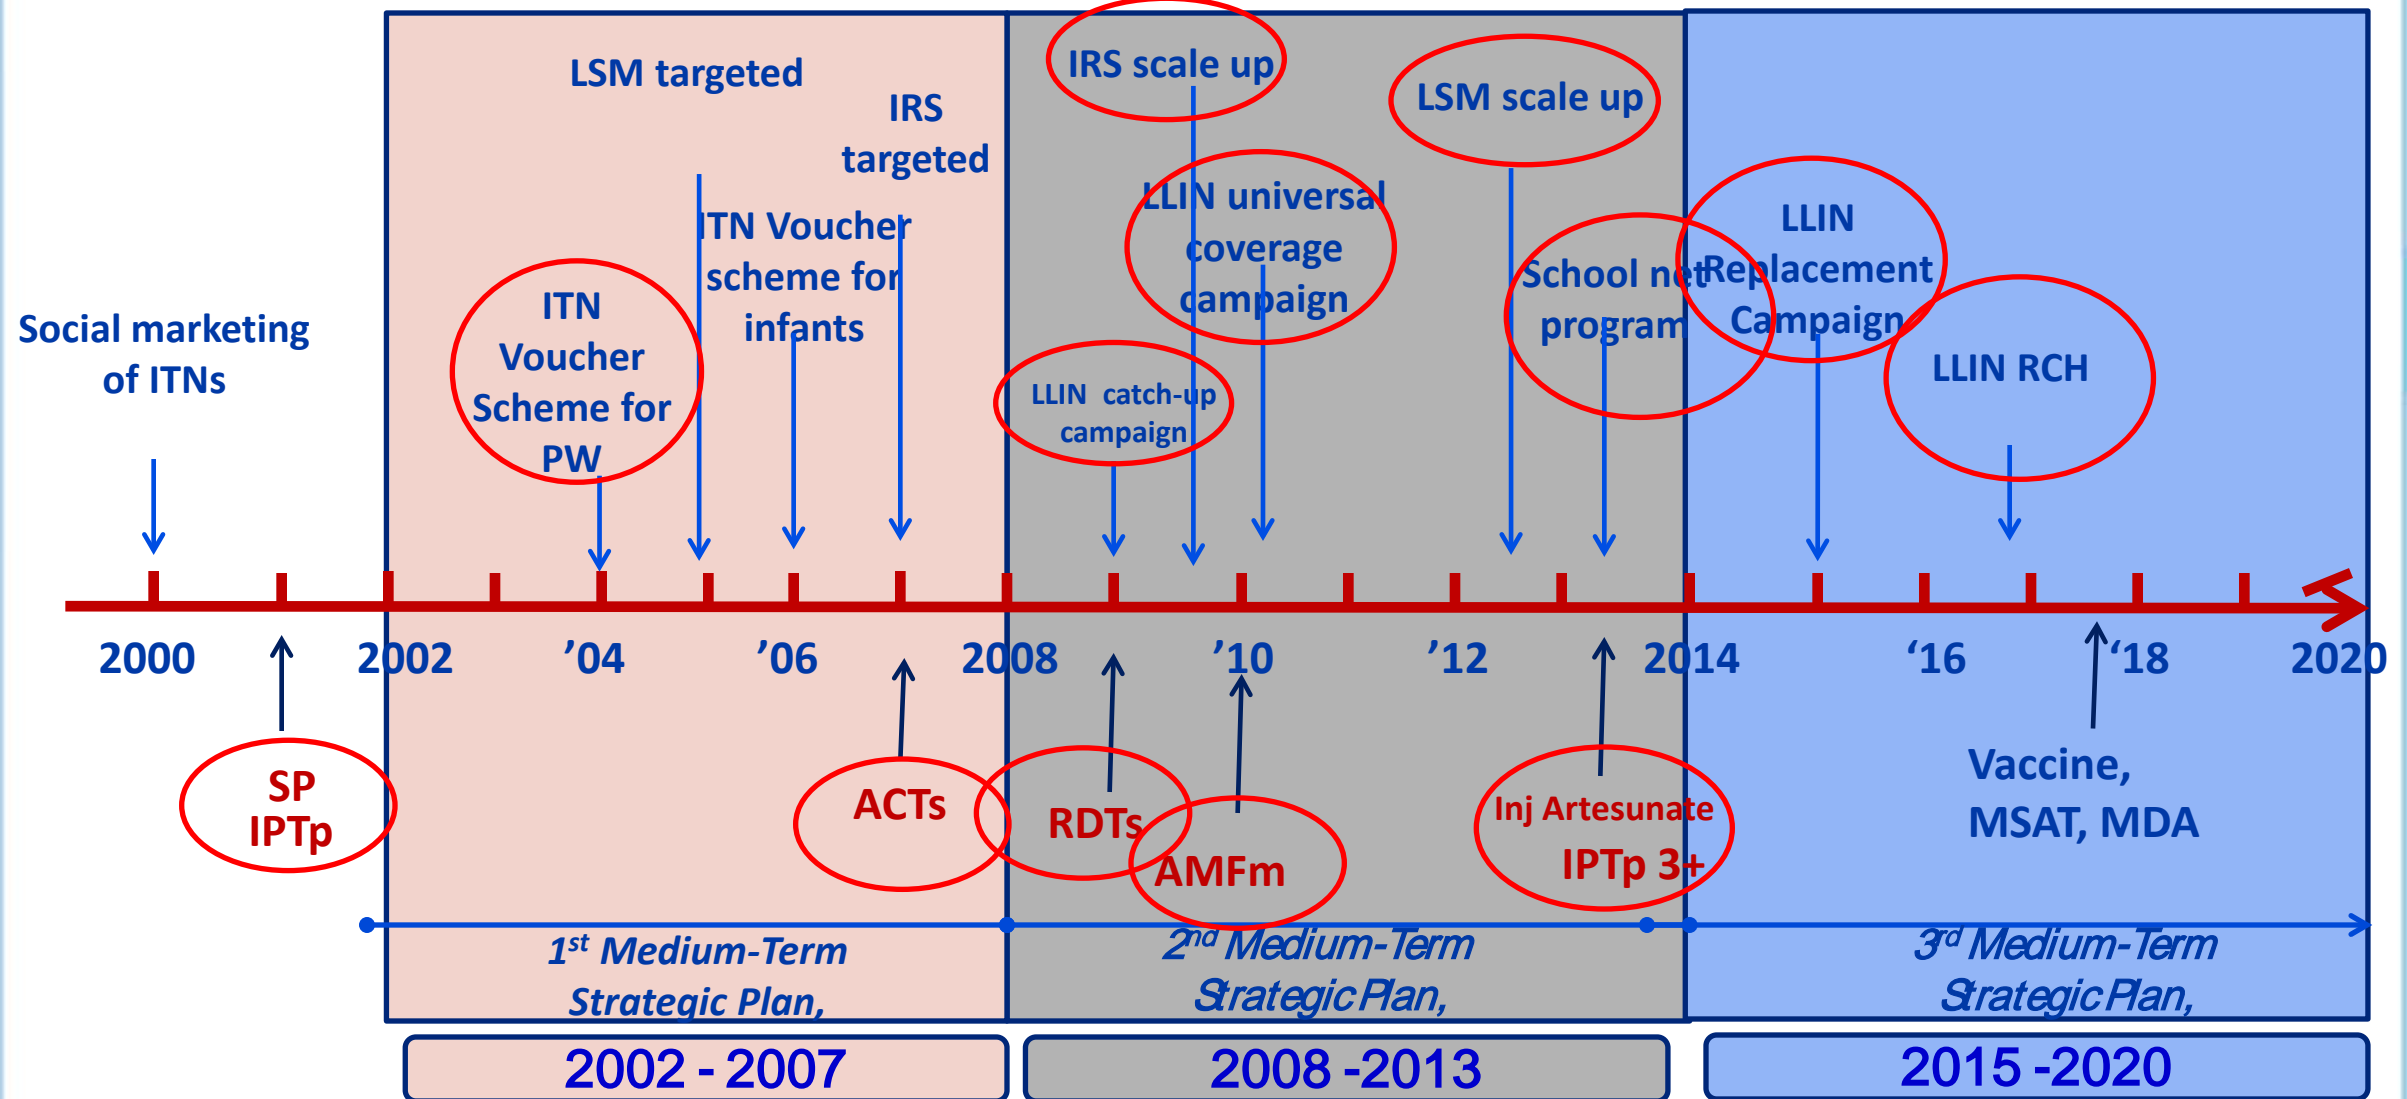 LSM targeted
IRS
targeted
IRS scale up
LSM scale up
Social marketing
of ITNs
ITN
Voucher
Scheme for
PW
ITN Voucher
scheme for
infants
LLIN catch-up
campaign
LLIN universal
coverage
campaign
School net
program
LLIN
Replacement
Campaign
LLIN RCH
2000
2002
’04
’06
2008
’10
’12
2014
‘16
‘18
2020
SP
IPTp
ACTs
RDTs
AMFm
Inj Artesunate
IPTp 3+
Vaccine,
MSAT, MDA
1st Medium-Term
Strategic Plan,
2nd Medium-Term
Strategic Plan,
3rd Medium-Term
Strategic Plan,
2002 - 2007
2008 -2013
2015 -2020